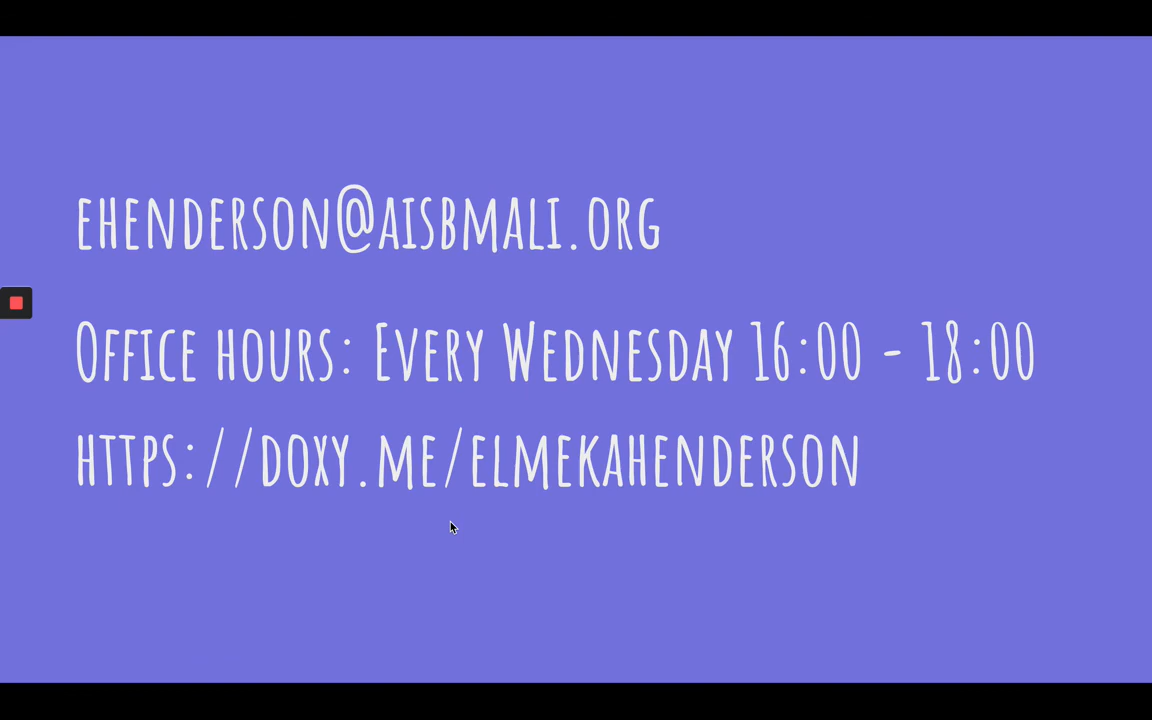 ehenderson@aisbmali.org
Office hours: Every Wednesday 16:00 - 18:00
https://doxy.me/elmekahenderson